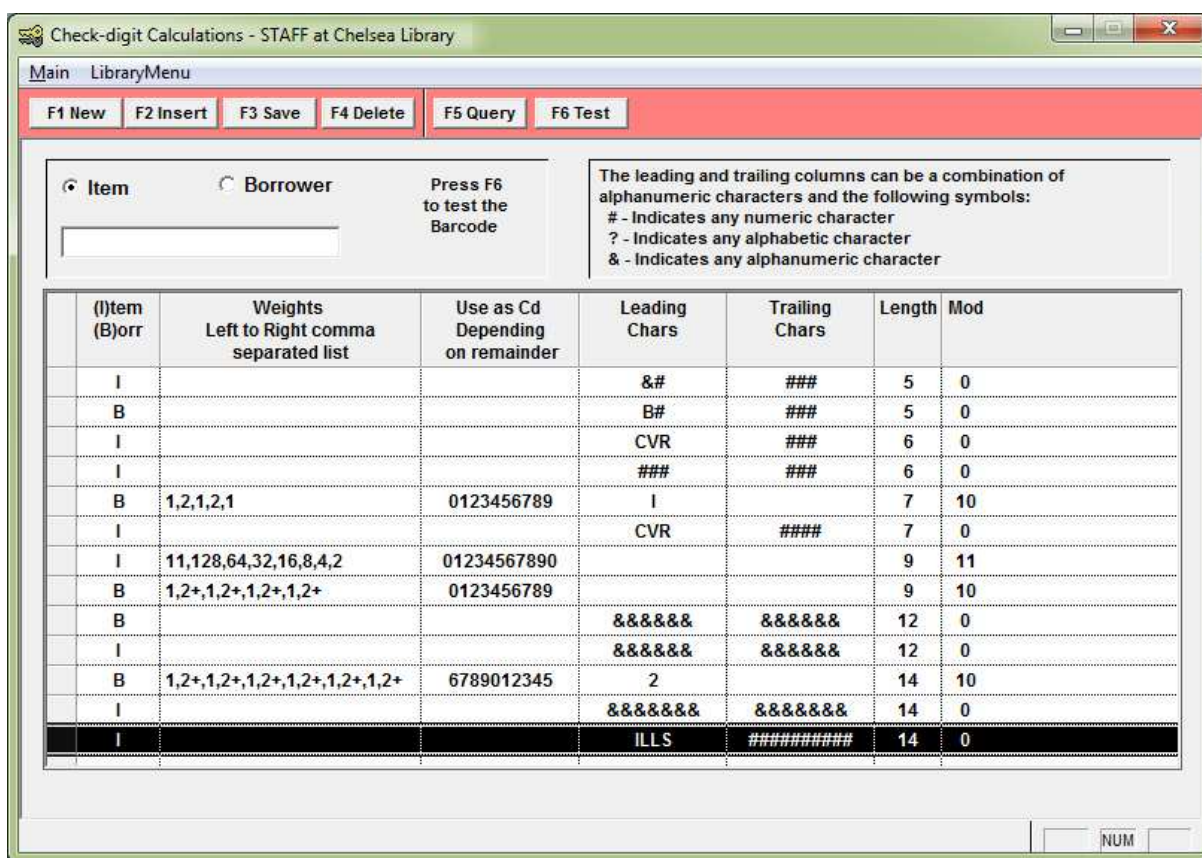 Check-digit Calculations - STAFF at Chelsea Library
Main LibraryMenu
F1 New F2 Insert F3 Save F4 Delete F5 Query F6 Test
Item Borrower
Press F6
to test the
Barcode
The leading and trailing columns can be a combination of
alphanumeric characters and the following symbols:
# - Indicates any numeric character
? - Indicates any alphabetic character
& - Indicates any alphanumeric character
(I)tem Weights Use as Cd Leading Trailing Length Mod
(B)orr Left to Right comma Depending Chars Chars
separated list on remainder
I &# ### 5 0
B B# ### 5 0
I CVR ### 6 0
I ### ### 6 0
B 1,2,1,2,1 0123456789 I 7 10
I CVR #### 7 0
I 11,128,64,32,16,8,4,2 01234567890 9 11
B 1,2+,1,2+,1,2+,1,2+ 0123456789 9 10
B &&&&&& &&&&&& 12 0
I &&&&&& &&&&&& 12 0
B 1,2+,1,2+,1,2+,1,2+,1,2+,1,2+ 6789012345 2 14 10
I &&&&&&& &&&&&&& 14 0
I ILLS ########## 14 0
NUM